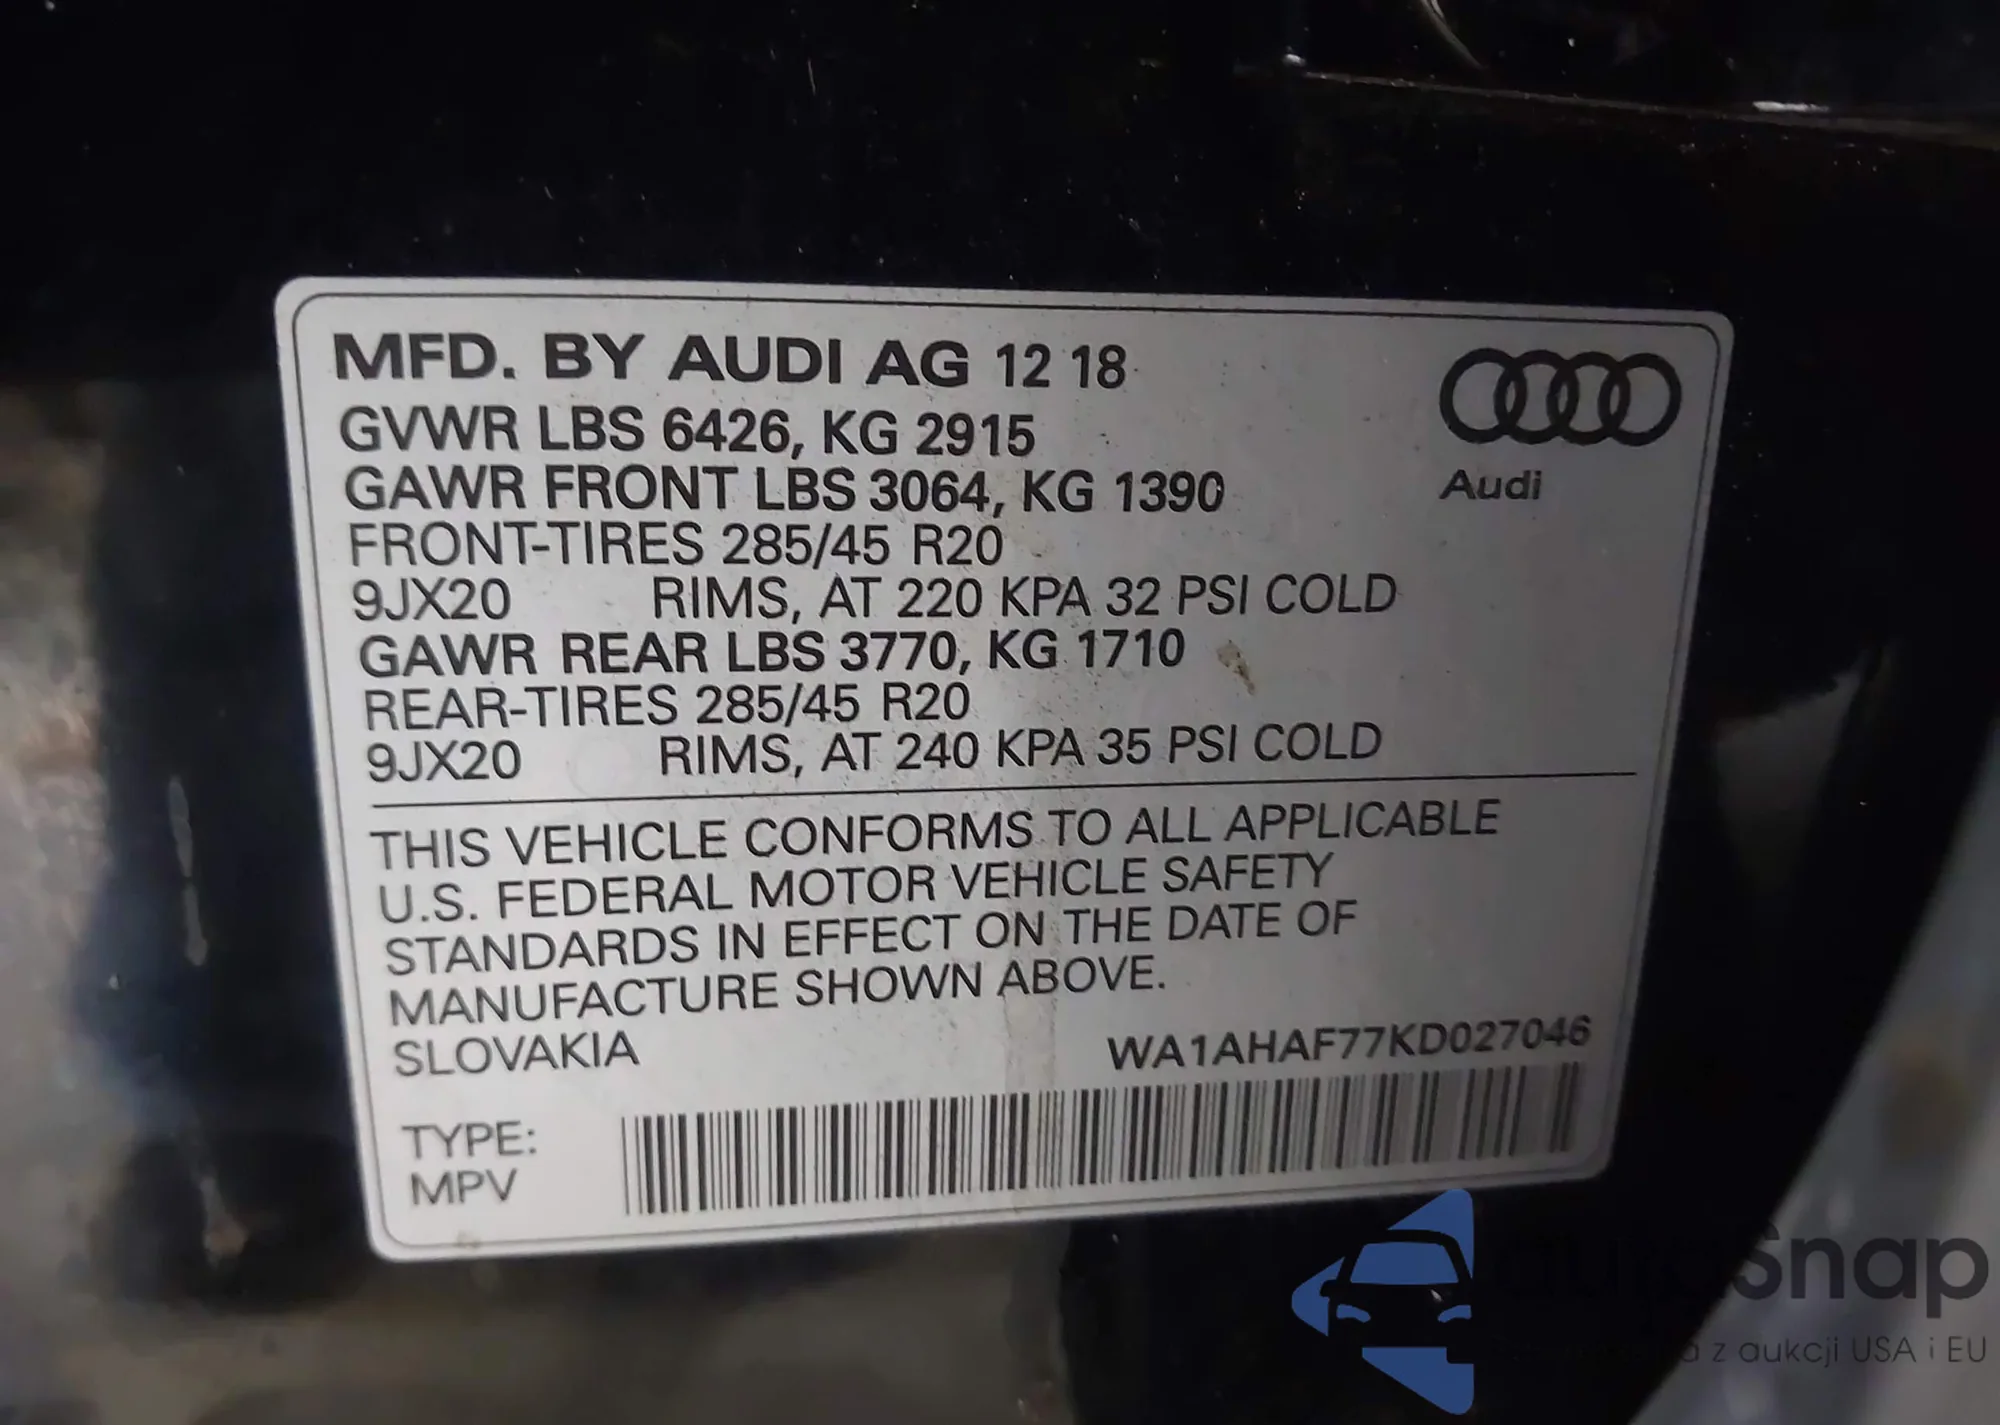 MFD. BY AUDI AG 12 18
GVWR LBS 6426, KG 2915
GAWR FRONT LBS 3064, KG 1390
Audi
FRONT-TIRES 285/45 R20
9JX20 RIMS, AT 220 KPA 32 PSI COLD
GAWR REAR LBS 3770, KG 1710
REAR-TIRES 285/45 R20
9JX20 RIMS, AT 240 KPA 35 PSI COLD
THIS VEHICLE CONFORMS TO ALL APPLICABLE
U.S. FEDERAL MOTOR VEHICLE SAFETY
STANDARDS IN EFFECT ON THE DATE OF
MANUFACTURE SHOWN ABOVE.
SLOVAKIA WA1AHAF77KD027046
TYPE:
MPV
z aukcji USA i EU